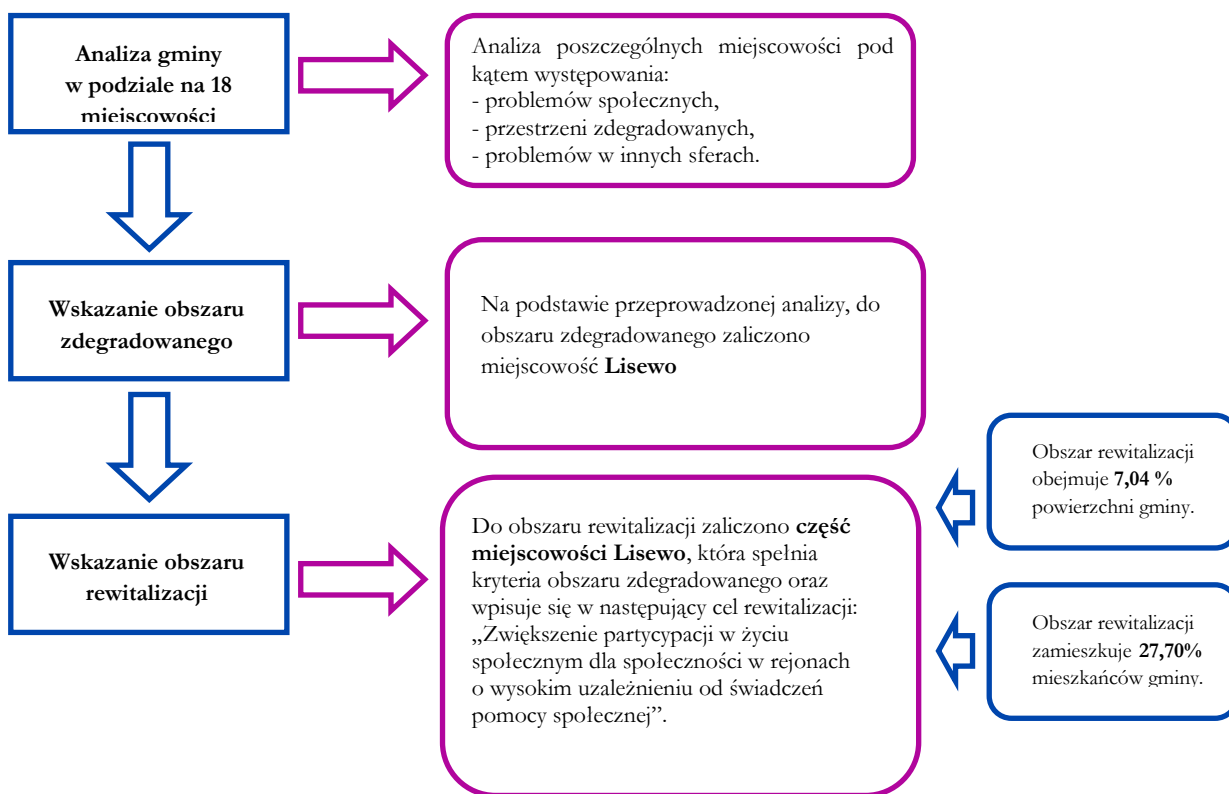 Analiza gminy
w podziale na 18
miejscowości
Analiza poszczególnych miejscowości pod
kątem występowania:
- problemów społecznych,
- przestrzeni zdegradowanych,
- problemów w innych sferach.
Wskazanie obszaru
zdegradowanego
Na podstawie przeprowadzonej analizy, do
obszaru zdegradowanego zaliczono
miejscowość Lisewo
Wskazanie obszaru
rewitalizacji
Do obszaru rewitalizacji zaliczono część
miejscowości Lisewo, która spełnia
kryteria obszaru zdegradowanego oraz
wpisuje się w następujący cel rewitalizacji:
„Zwiększenie partycypacji w życiu
społecznym dla społeczności w rejonach
o wysokim uzależnieniu od świadczeń
pomocy społecznej”.
Obszar rewitalizacji
obejmuje 7,04 %
powierzchni gminy.
Obszar rewitalizacji
zamieszkuje 27,70%
mieszkańców gminy.